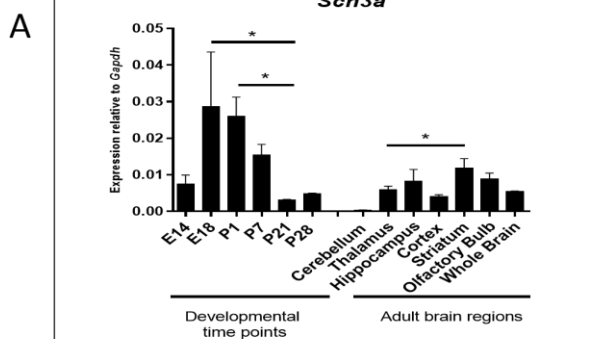 Scn3a
A
Expression relative to Gapdh
0.05
0.04
0.03
0.02
0.01
0.00
*
*
*
E14
E18
P1
P7
P21
P28
Cerebellum
Thalamus
Hippocampus
Cortex
Striatum
Olfactory Bulb
Whole Brain
Developmental
time points
Adult brain regions